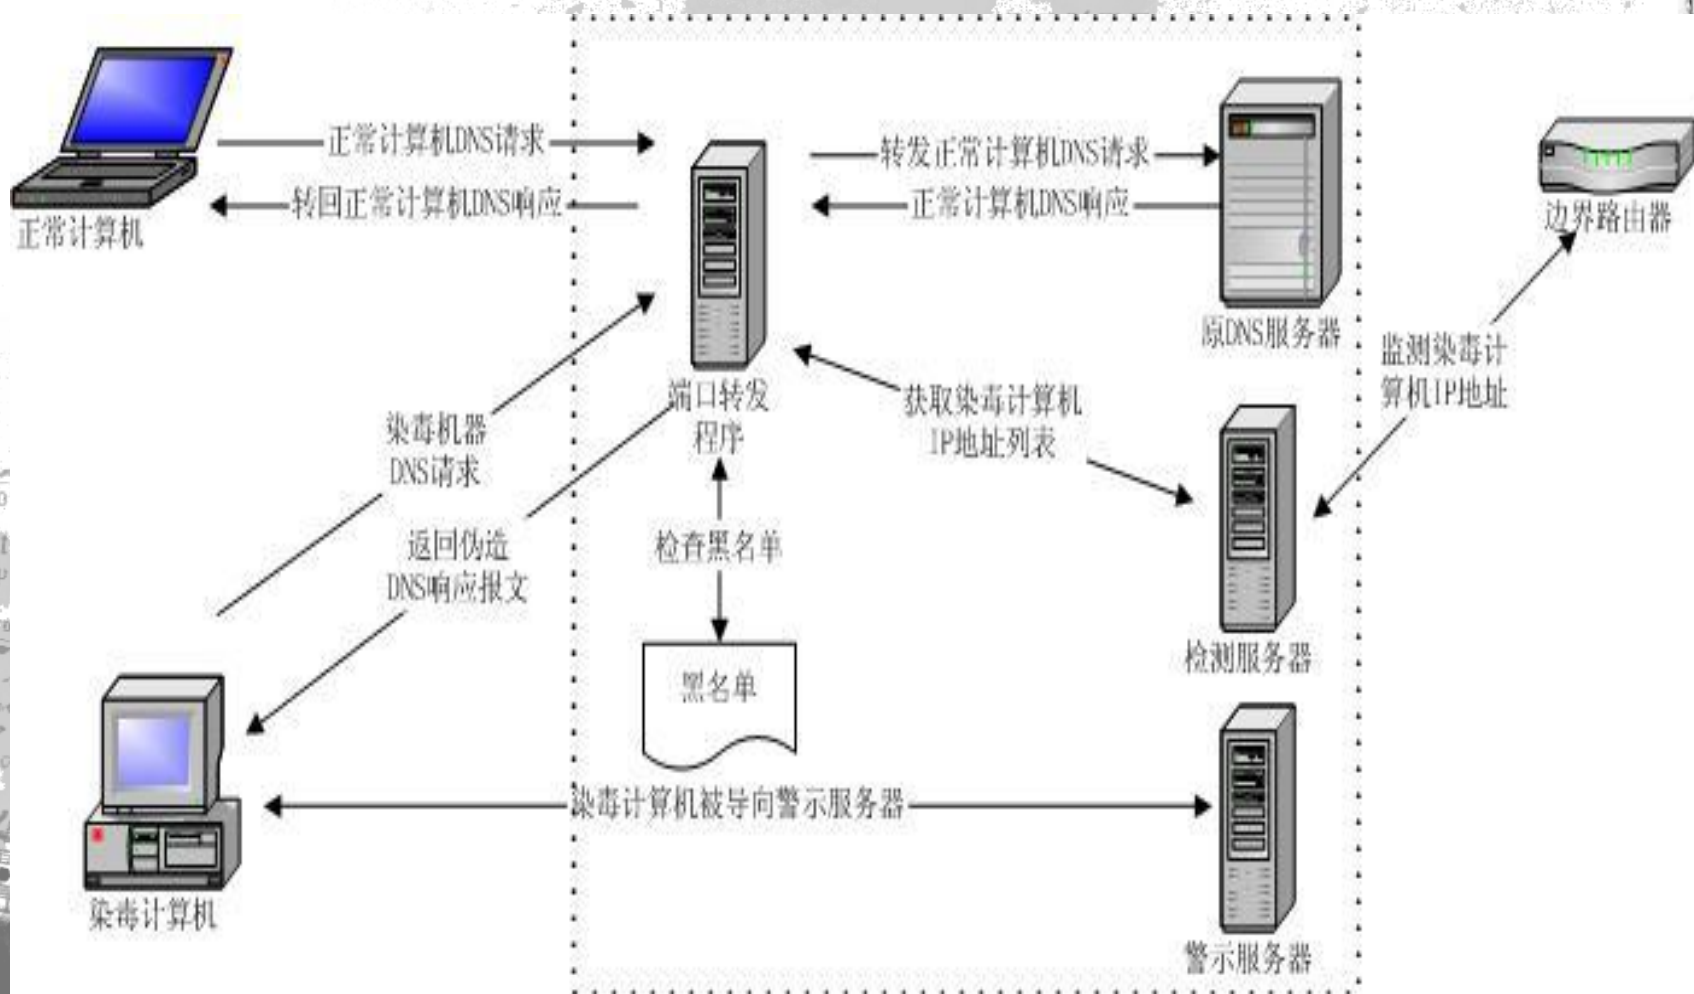 正常计算机DNS请求
转发正常计算机DNS请求
转回正常计算机DNS响应
正常计算机DNS响应
正常计算机
边界路由器
原DNS服务器
监测染毒计
算机IP地址
端口转发
程序
获取染毒计算机
IP地址列表
染毒机器
DNS请求
返回伪造
DNS响应报文
检查黑名单
黑名单
检测服务器
染毒计算机被导向警示服务器
染毒计算机
警示服务器